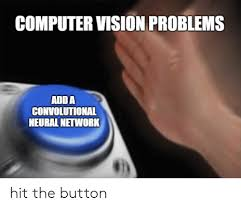 COMPUTER VISION PROBLEMS
ADD A
CONVOLUTIONAL
NEURAL NETWORK
hit the button